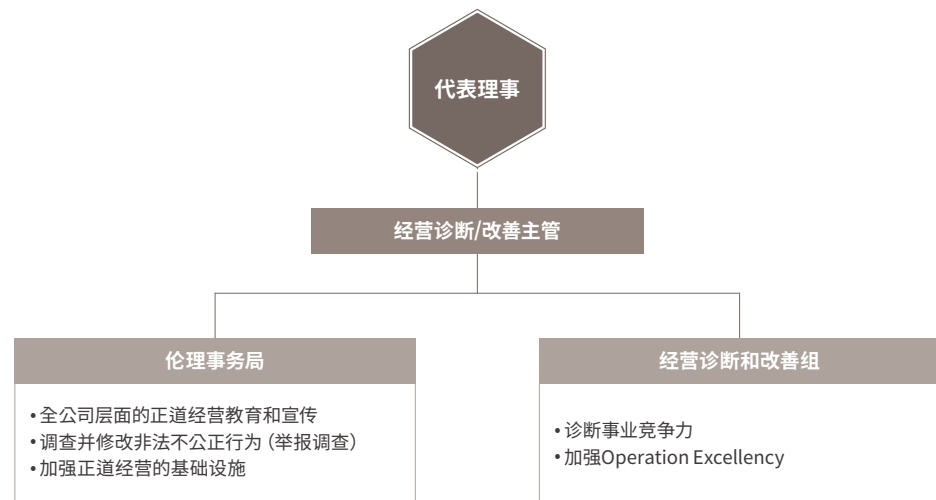 代表理事
经营诊断/改善主管
伦理事务局
•全公司层面的正道经营教育和宣传
•调查并修改非法不公正行为（举报调查）
•加强正道经营的基础设施
经营诊断和改善组
•诊断事业竞争力
•加强Operation Excellency